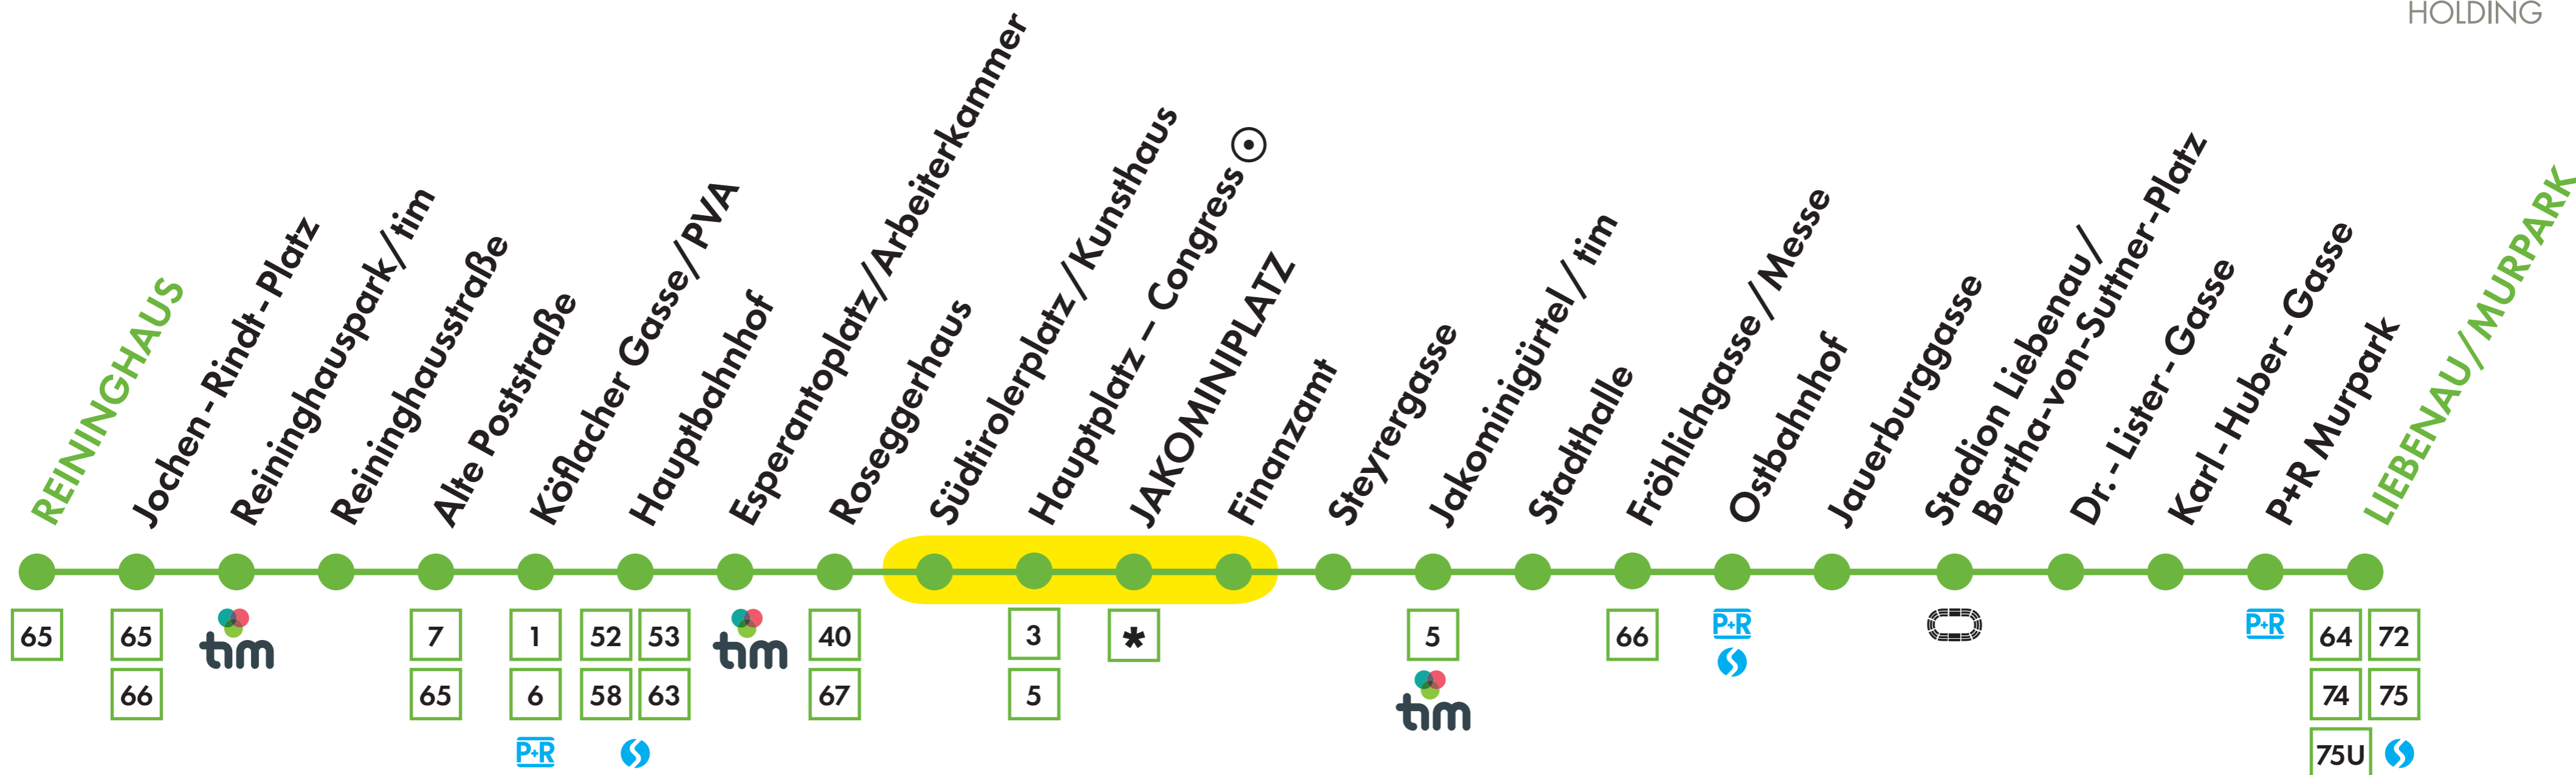 HOLDING
REININGHAUS
Jochen-Rindt-Platz
Reininghauspark/tim
Reininghausstraße
Alte Poststraße
Köflacher Gasse/PVA
Hauptbahnhof
Esperantoplatz/Arbeiterkammer
Roseggerhaus
Südtirolerplatz/Kunsthaus
Hauptplatz – Congress
JAKOMINIPLATZ
Finanzamt
Steyrergasse
Jakominigürtel/tim
Stadthalle
Fröhlichgasse/Messe
Ostbahnhof
Jauerburggasse
Stadion Liebenau/
Bertha-von-Suttner-Platz
Dr.-Lister-Gasse
Karl-Huber-Gasse
P+R Murpark
LIEBENAU/MURPARK
65
65
66
tim
7
65
1
6
P+R
52 53
58 63
tim
40
67
3
5
*
5
tim
66
P+R
P+R
64 72
74 75
75U